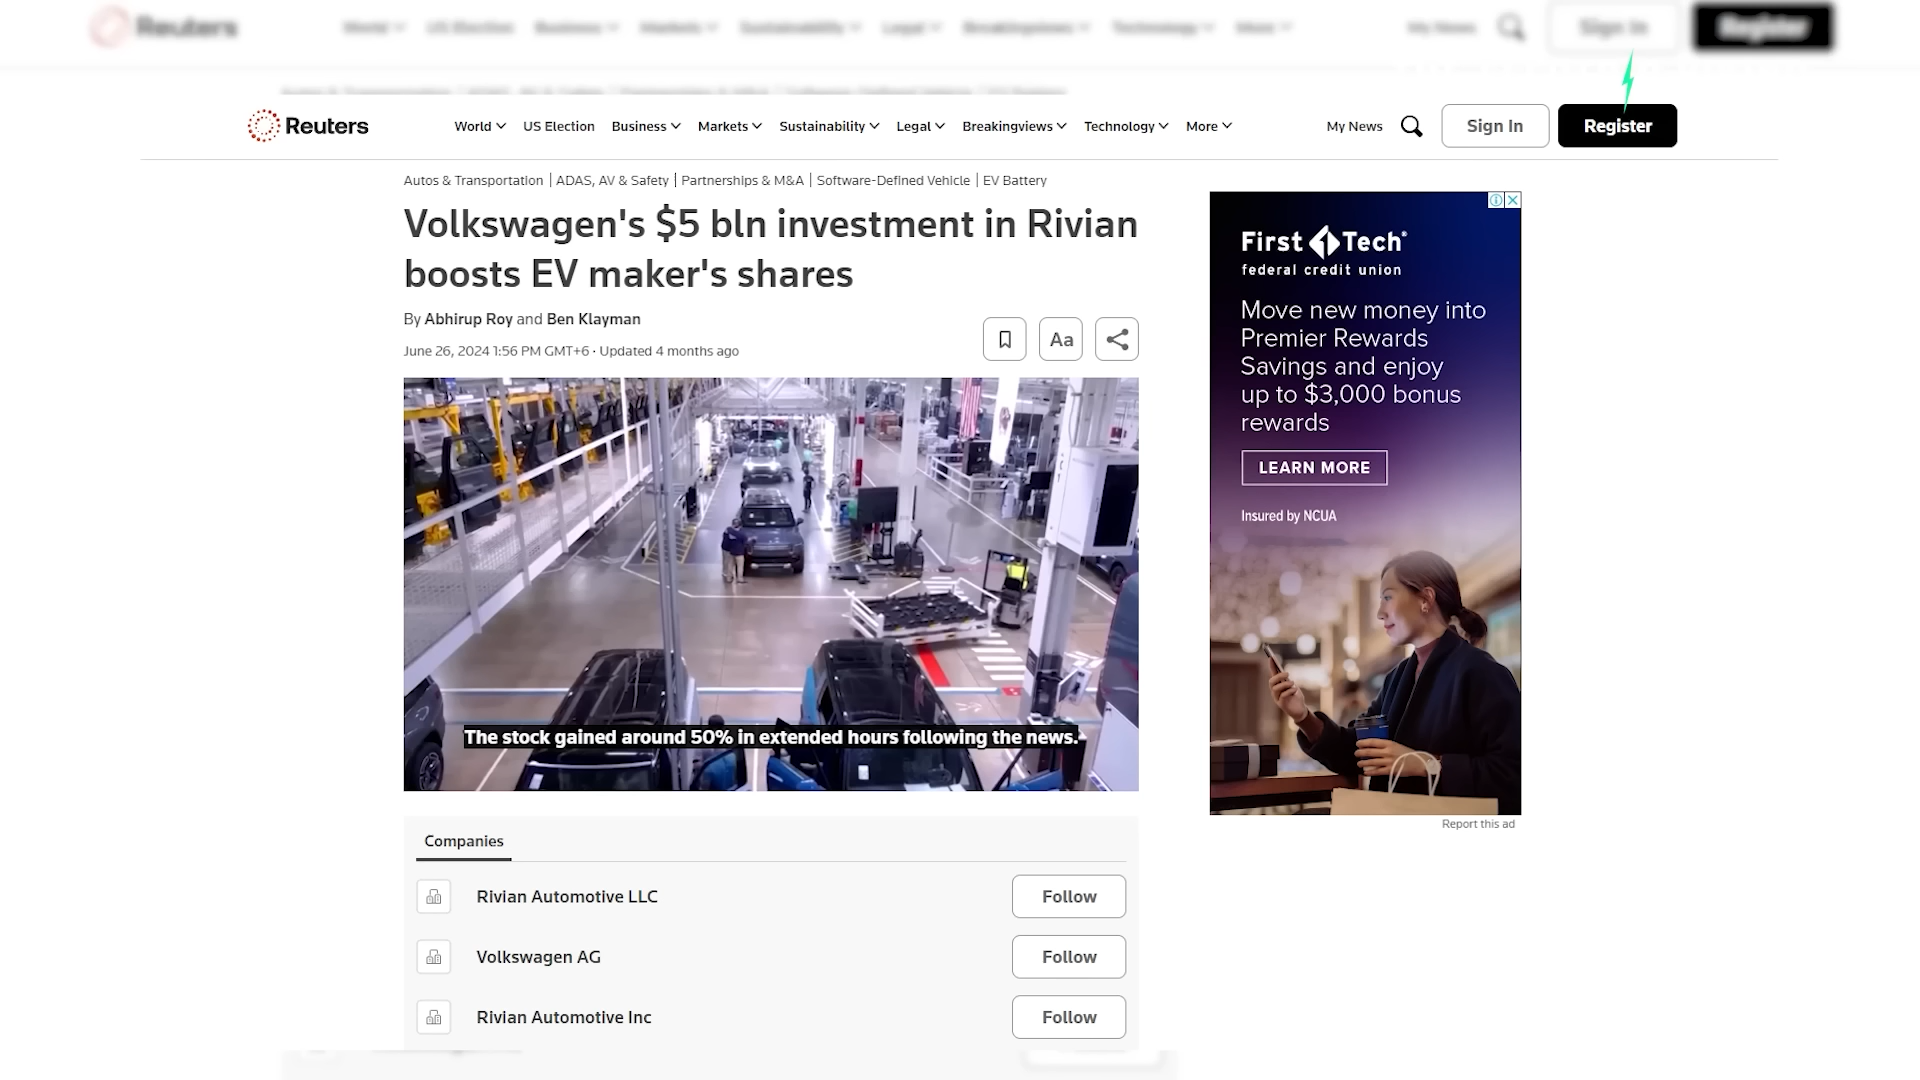 Reuters
World
US Election
Business
Markets
Sustainability
Legal
Breakingviews
Technology
More
My News
Sign In
Register
Autos & Transportation | ADAS, AV & Safety | Partnerships & M&A | Software-Defined Vehicle | EV Battery
Volkswagen's $5 bln investment in Rivian
boosts EV maker's shares
By Abhirup Roy and Ben Klayman
June 26, 2024 1:56 PM GMT+6 · Updated 4 months ago
Aa
The stock gained around 50% in extended hours following the news.
Companies
Rivian Automotive LLC
Follow
Volkswagen AG
Follow
Rivian Automotive Inc
Follow
First Tech®
federal credit union
Move new money into
Premier Rewards
Savings and enjoy
up to $3,000 bonus
rewards
LEARN MORE
Insured by NCUA
Report this ad